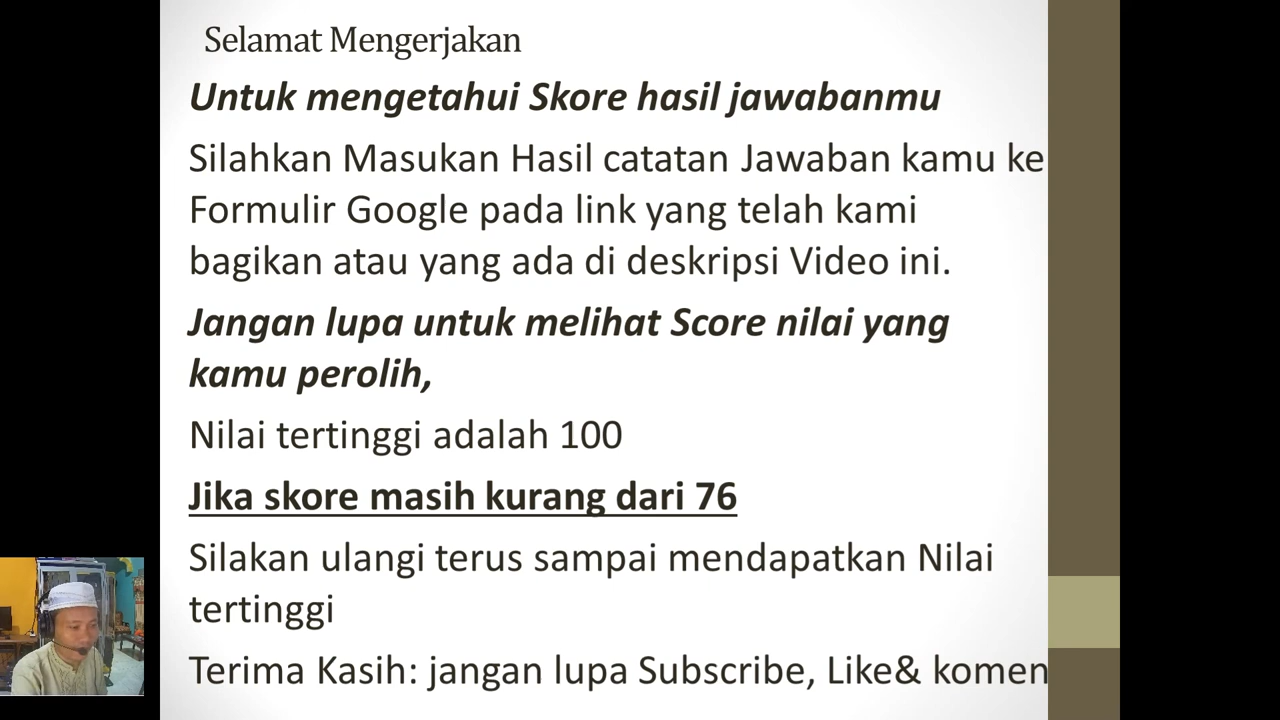 Selamat Mengerjakan
Untuk mengetahui Skore hasil jawabanmu
Silahkan Masukan Hasil catatan Jawaban kamu ke
Formulir Google pada link yang telah kami
bagikan atau yang ada di deskripsi Video ini.
Jangan lupa untuk melihat Score nilai yang
kamu perolih,
Nilai tertinggi adalah 100
Jika skore masih kurang dari 76
Silakan ulangi terus sampai mendapatkan Nilai
tertinggi
Terima Kasih: jangan lupa Subscribe, Like& komen